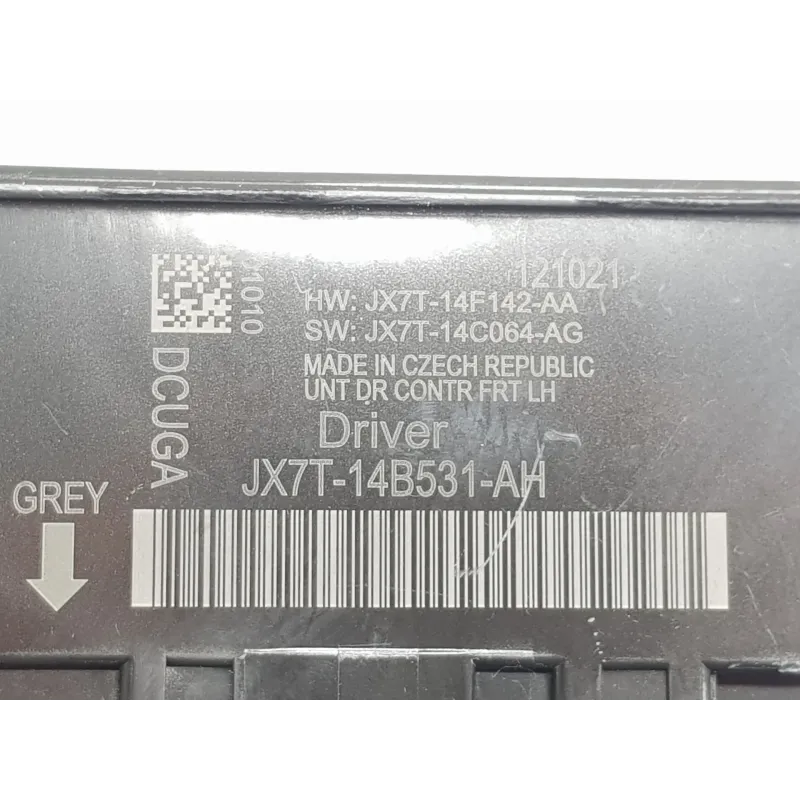 121021
1010
HW: JX7T-14F142-AA
SW: JX7T-14C064-AG
MADE IN CZECH REPUBLIC
UNT DR CONTR FRT LH
DCUGA
Driver
JX7T-14B531-AH
GREY